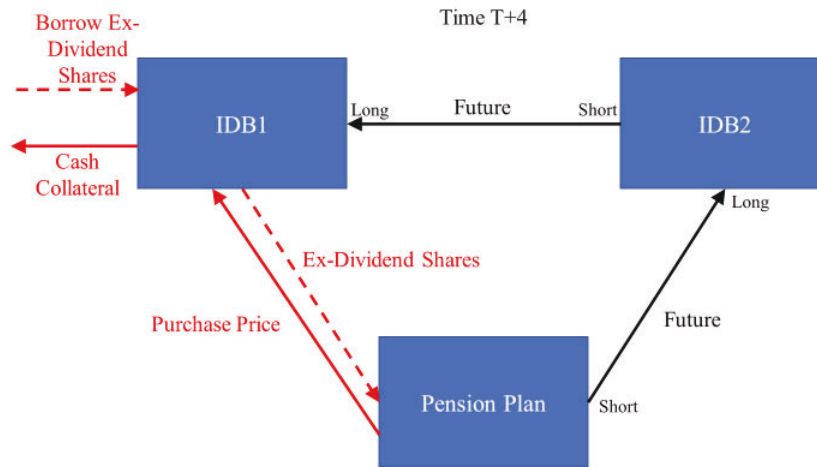 Time T+4
Borrow Ex-
Dividend
Shares
IDB1
Long
Future
Short
IDB2
Cash
Collateral
Long
Ex-Dividend Shares
Purchase Price
Future
Pension Plan
Short